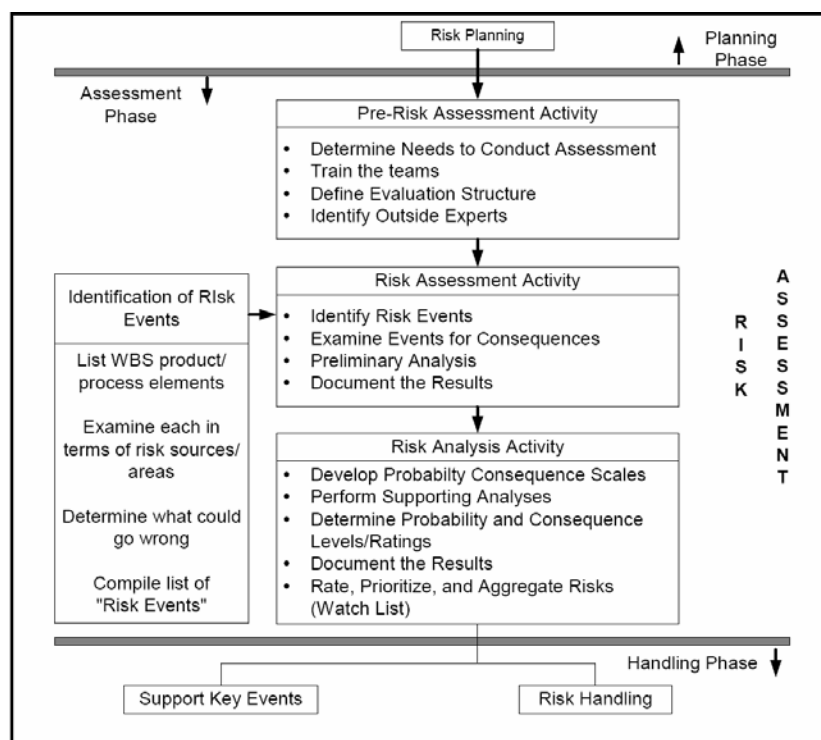 Risk Planning
Planning
Phase
Assessment
Phase
Pre-Risk Assessment Activity
• Determine Needs to Conduct Assessment
• Train the teams
• Define Evaluation Structure
• Identify Outside Experts
Identification of RIsk
Events
List WBS product/
process elements
Examine each in
terms of risk sources/
areas
Determine what could
go wrong
Compile list of
"Risk Events"
Risk Assessment Activity
• Identify Risk Events
• Examine Events for Consequences
• Preliminary Analysis
• Document the Results
Risk Analysis Activity
• Develop Probabilty Consequence Scales
• Perform Supporting Analyses
• Determine Probability and Consequence
Levels/Ratings
• Document the Results
• Rate, Prioritize, and Aggregate Risks
(Watch List)
RISK
ASSESSMENT
Handling Phase
Support Key Events
Risk Handling